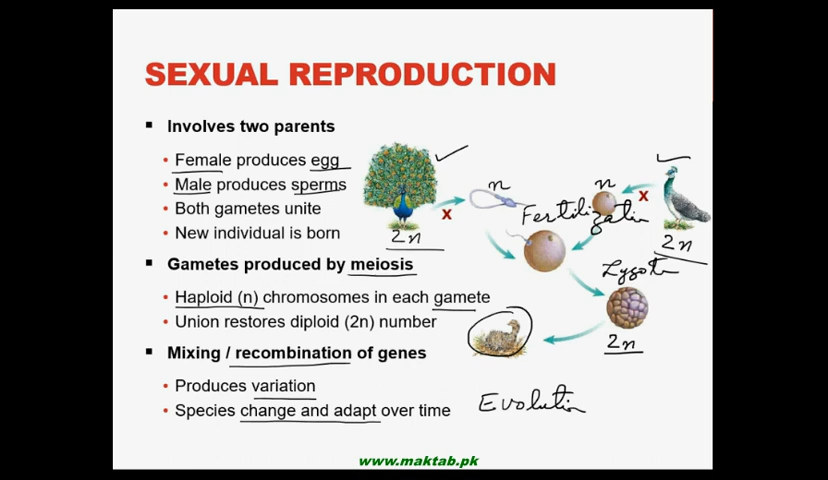 SEXUAL REPRODUCTION
▪ Involves two parents
• Female produces egg
• Male produces sperms
• Both gametes unite
• New individual is born
▪ Gametes produced by meiosis
• Haploid (n) chromosomes in each gamete
• Union restores diploid (2n) number
▪ Mixing / recombination of genes
• Produces variation
• Species change and adapt over time
n
n
x
x
Fertilization
2n
2n
Zygote
2n
Evolution
www.maktab.pk